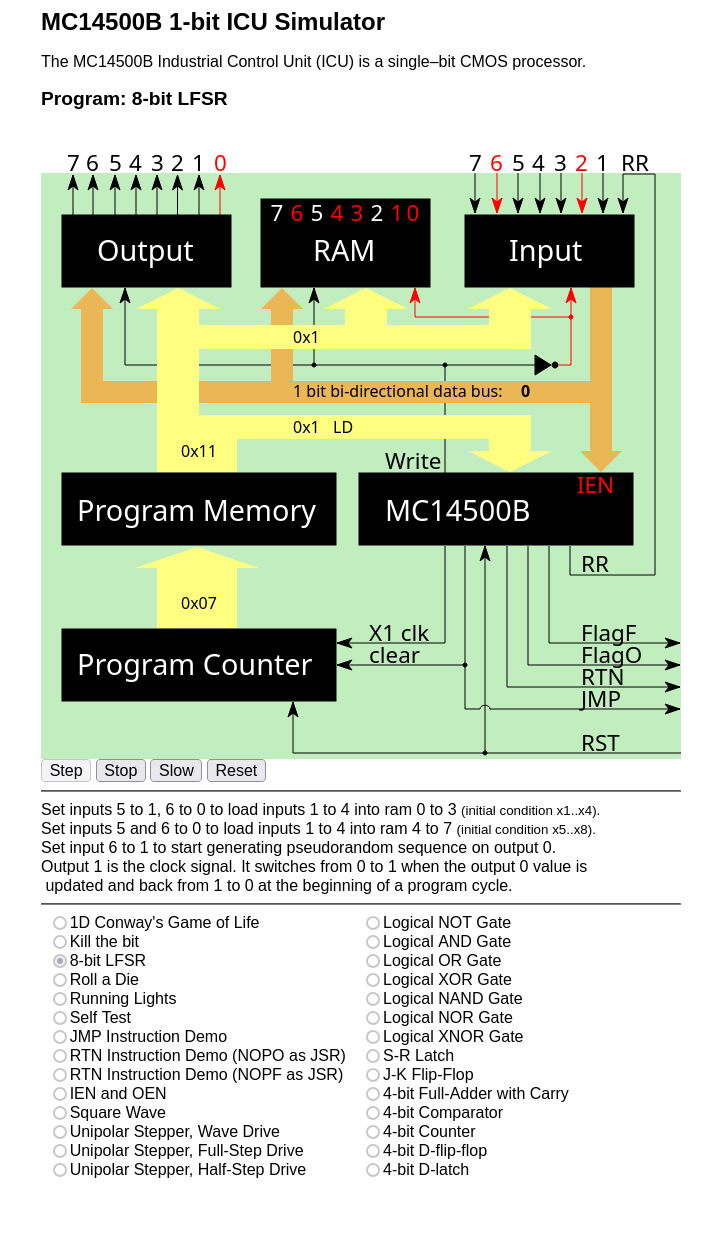 MC14500B 1-bit ICU Simulator
The MC14500B Industrial Control Unit (ICU) is a single–bit CMOS processor.
Program: 8-bit LFSR
7 6 5 4 3 2 1 0
7 6 5 4 3 2 1 RR
7 6 5 4 3 2 1 0
Output
RAM
Input
0x1
1 bit bi-directional data bus: 0
0x1 LD
0x11
Write
IEN
Program Memory
MC14500B
RR
0x07
X1 clk
clear
FlagF
FlagO
RTN
JMP
Program Counter
RST
Step Stop Slow Reset
Set inputs 5 to 1, 6 to 0 to load inputs 1 to 4 into ram 0 to 3 (initial condition x1..x4).
Set inputs 5 and 6 to 0 to load inputs 1 to 4 into ram 4 to 7 (initial condition x5..x8).
Set input 6 to 1 to start generating pseudorandom sequence on output 0.
Output 1 is the clock signal. It switches from 0 to 1 when the output 0 value is
updated and back from 1 to 0 at the beginning of a program cycle.
1D Conway's Game of Life
Kill the bit
8-bit LFSR
Roll a Die
Running Lights
Self Test
JMP Instruction Demo
RTN Instruction Demo (NOPO as JSR)
RTN Instruction Demo (NOPF as JSR)
IEN and OEN
Square Wave
Unipolar Stepper, Wave Drive
Unipolar Stepper, Full-Step Drive
Unipolar Stepper, Half-Step Drive
Logical NOT Gate
Logical AND Gate
Logical OR Gate
Logical XOR Gate
Logical NAND Gate
Logical NOR Gate
Logical XNOR Gate
S-R Latch
J-K Flip-Flop
4-bit Full-Adder with Carry
4-bit Comparator
4-bit Counter
4-bit D-flip-flop
4-bit D-latch